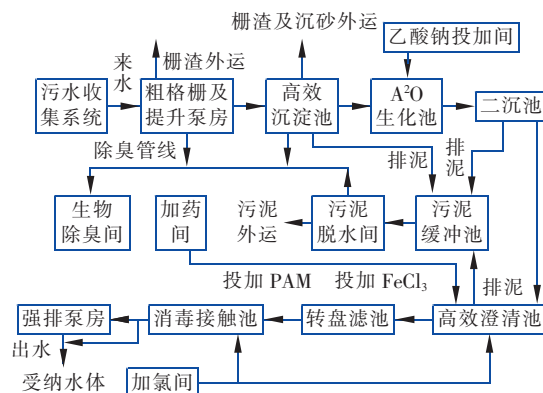 栅渣及沉砂外运
乙酸钠投加间
来
水
栅渣外运
污水收
集系统
粗格栅及
提升泵房
高效
沉淀池
A²O
生化池
二沉池
除臭管线
排泥
排
泥
生物
除臭间
加药
间
污泥
外运
污泥
脱水间
污泥
缓冲池
投加 PAM
投加 FeCl₃
排泥
强排泵房
消毒接触池
转盘滤池
高效澄清池
出水
受纳水体
加氯间